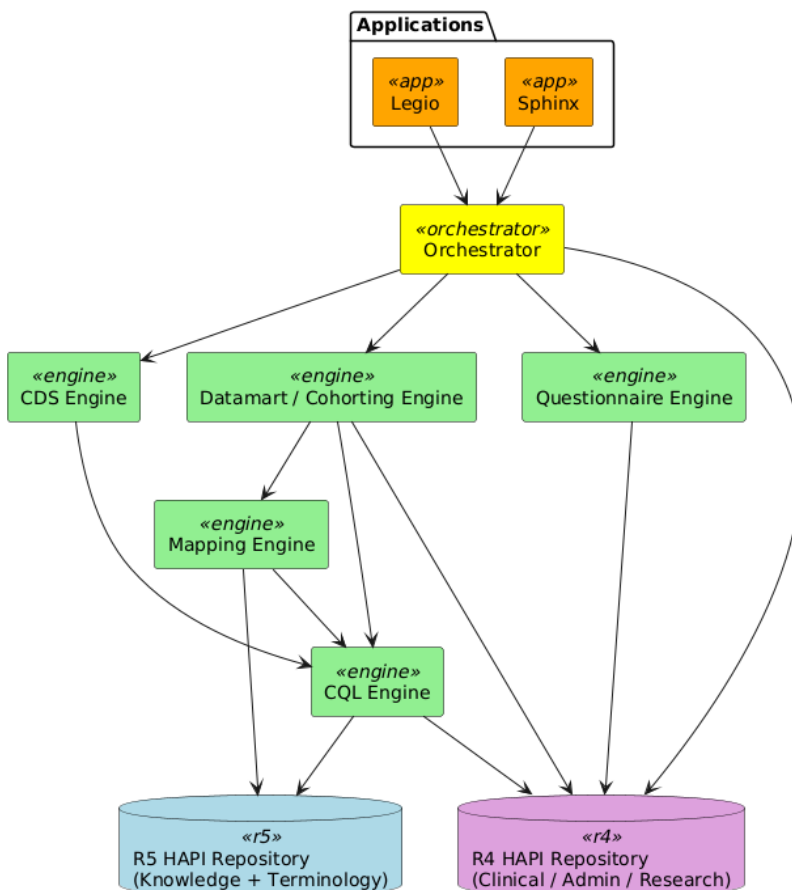 Applications
«app»
Legio
«app»
Sphinx
«orchestrator»
Orchestrator
«engine»
CDS Engine
«engine»
Datamart / Cohorting Engine
«engine»
Questionnaire Engine
«engine»
Mapping Engine
«engine»
CQL Engine
«r5»
R5 HAPI Repository
(Knowledge + Terminology)
«r4»
R4 HAPI Repository
(Clinical / Admin / Research)